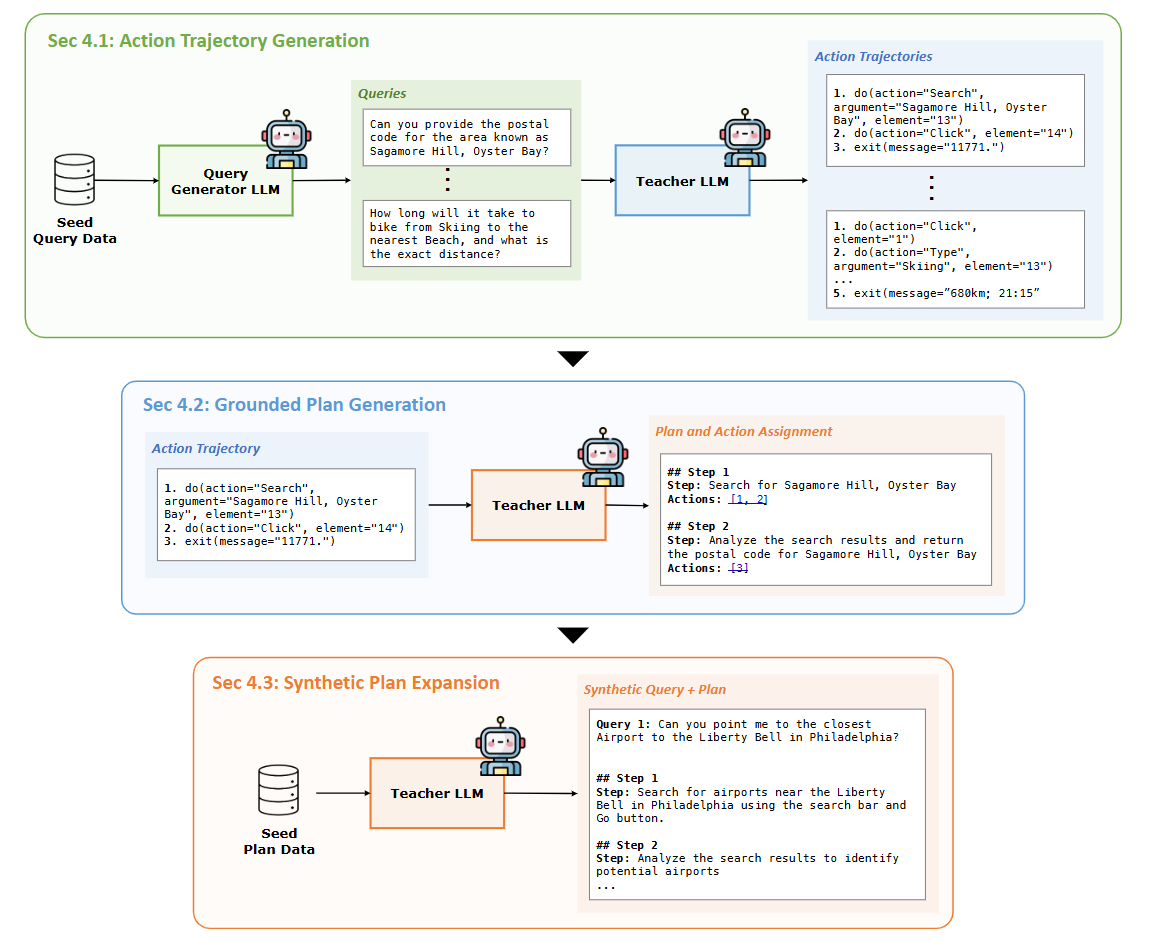 Sec 4.1: Action Trajectory Generation
Seed
Query Data
Query
Generator LLM
Queries
Can you provide the postal
code for the area known as
Sagamore Hill, Oyster Bay?
How long will it take to
bike from Skiing to the
nearest Beach, and what is
the exact distance?
Teacher LLM
Action Trajectories
1. do(action="Search",
argument="Sagamore Hill, Oyster
Bay", element="13")
2. do(action="Click", element="14")
3. exit(message="11771.")
1. do(action="Click",
element="1")
2. do(action="Type",
argument="Skiing", element="13")
...
5. exit(message=”680km; 21:15”
Sec 4.2: Grounded Plan Generation
Action Trajectory
1. do(action="Search",
argument="Sagamore Hill, Oyster
Bay", element="13")
2. do(action="Click", element="14")
3. exit(message="11771.")
Teacher LLM
Plan and Action Assignment
## Step 1
Step: Search for Sagamore Hill, Oyster Bay
Actions: [1, 2]
## Step 2
Step: Analyze the search results and return
the postal code for Sagamore Hill, Oyster Bay
Actions: [3]
Sec 4.3: Synthetic Plan Expansion
Seed
Plan Data
Teacher LLM
Synthetic Query + Plan
Query 1: Can you point me to the closest
Airport to the Liberty Bell in Philadelphia?
## Step 1
Step: Search for airports near the Liberty
Bell in Philadelphia using the search bar and
Go button.
## Step 2
Step: Analyze the search results to identify
potential airports
...